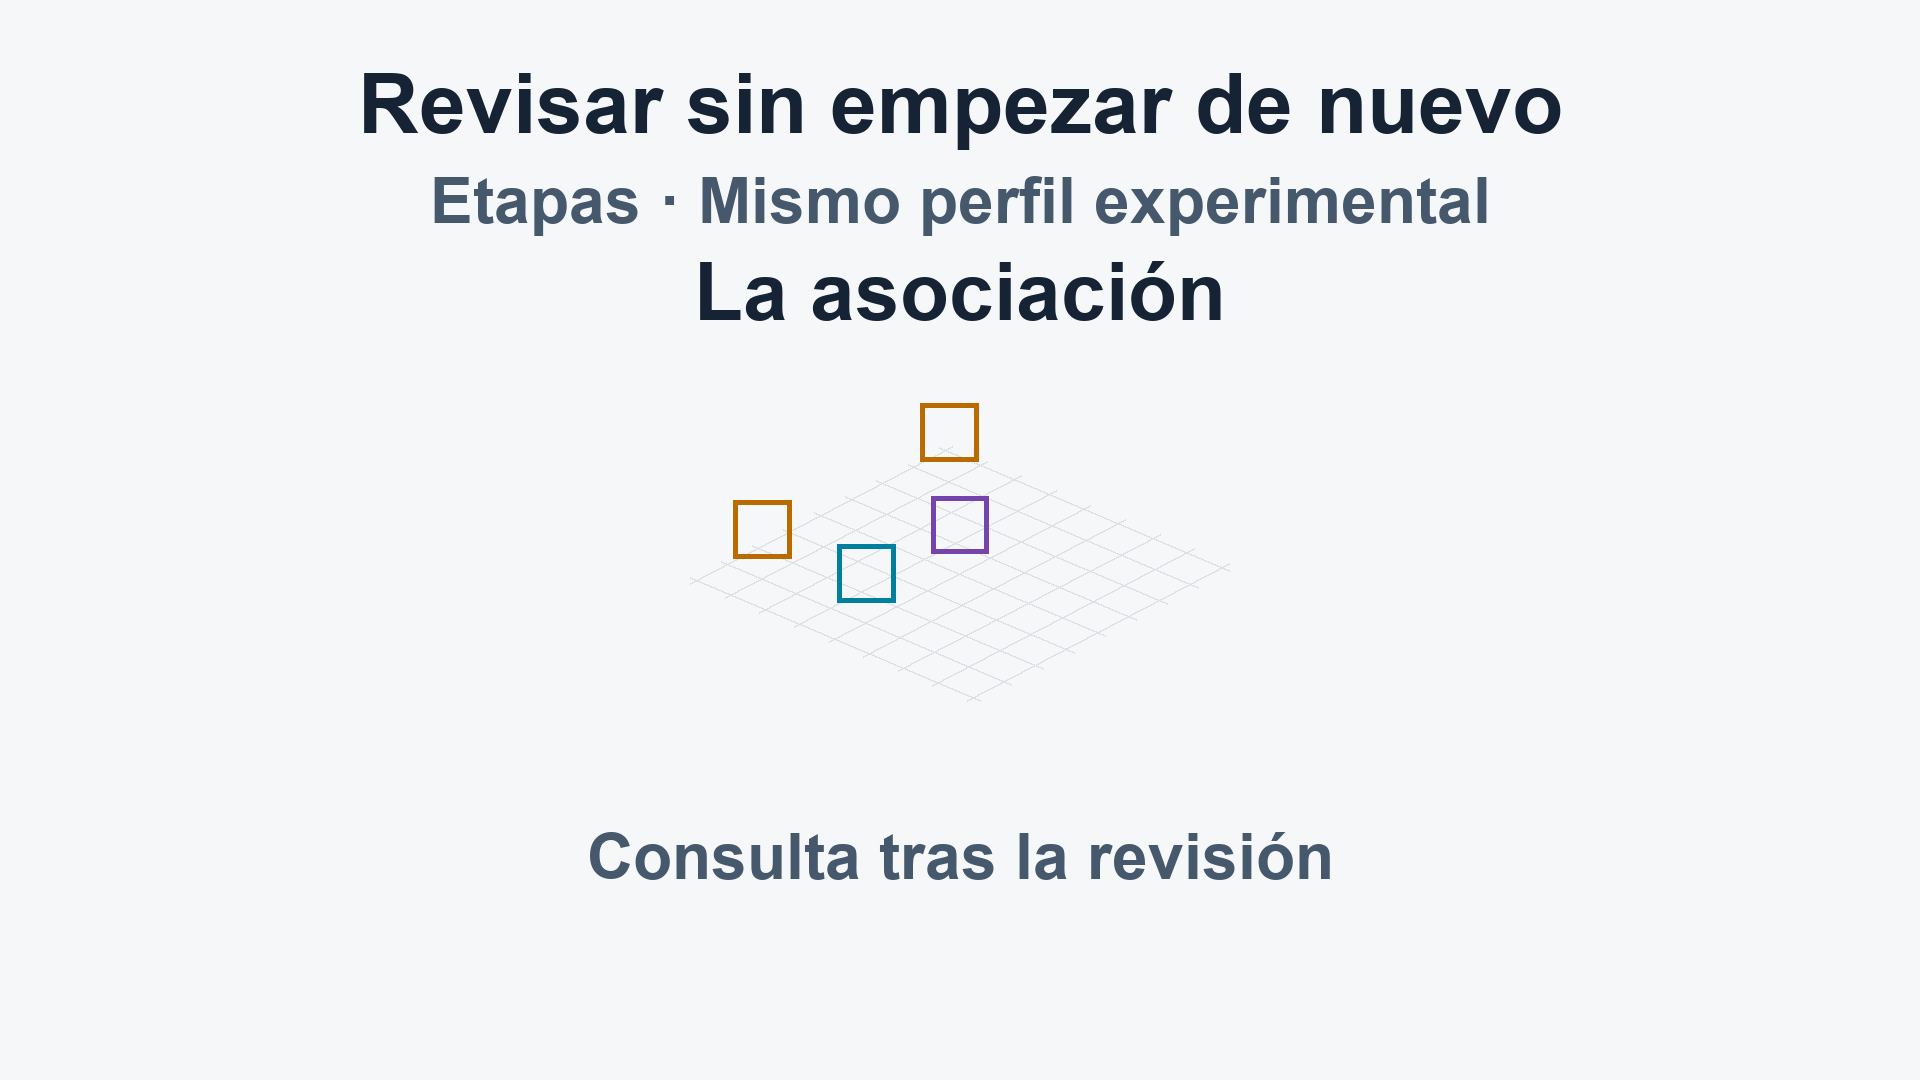 Revisar sin empezar de nuevo
Etapas · Mismo perfil experimental
La asociación
Consulta tras la revisión